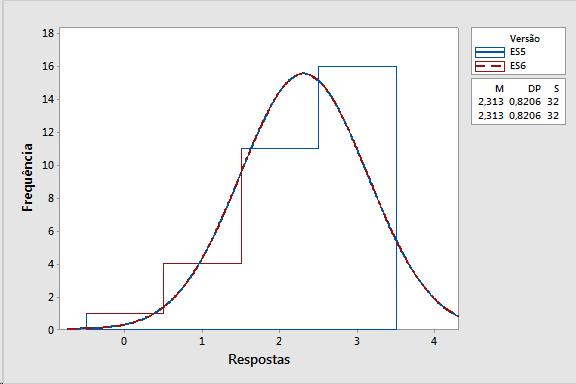 18
16
14
12
10
8
6
4
2
0
Frequência
0 1 2 3 4
Respostas
Versão
ES5
ES6
M DP S
2,313 0,8206 32
2,313 0,8206 32